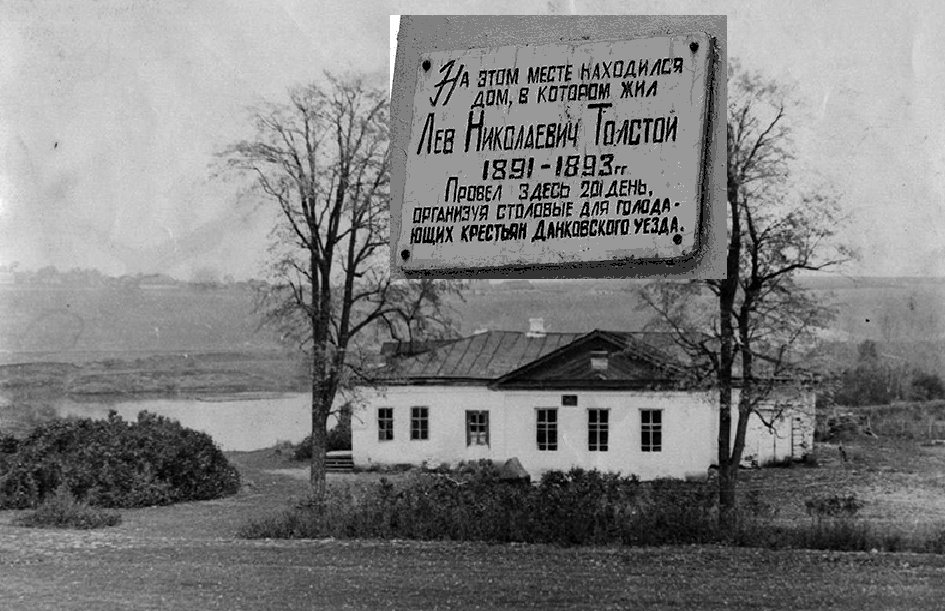 На этом месте находился
дом, в котором жил
Лев Николаевич Толстой
1891-1893гг
Провел здесь 201 день,
организуя столовые для голода-
ющих крестьян Данковского уезда.